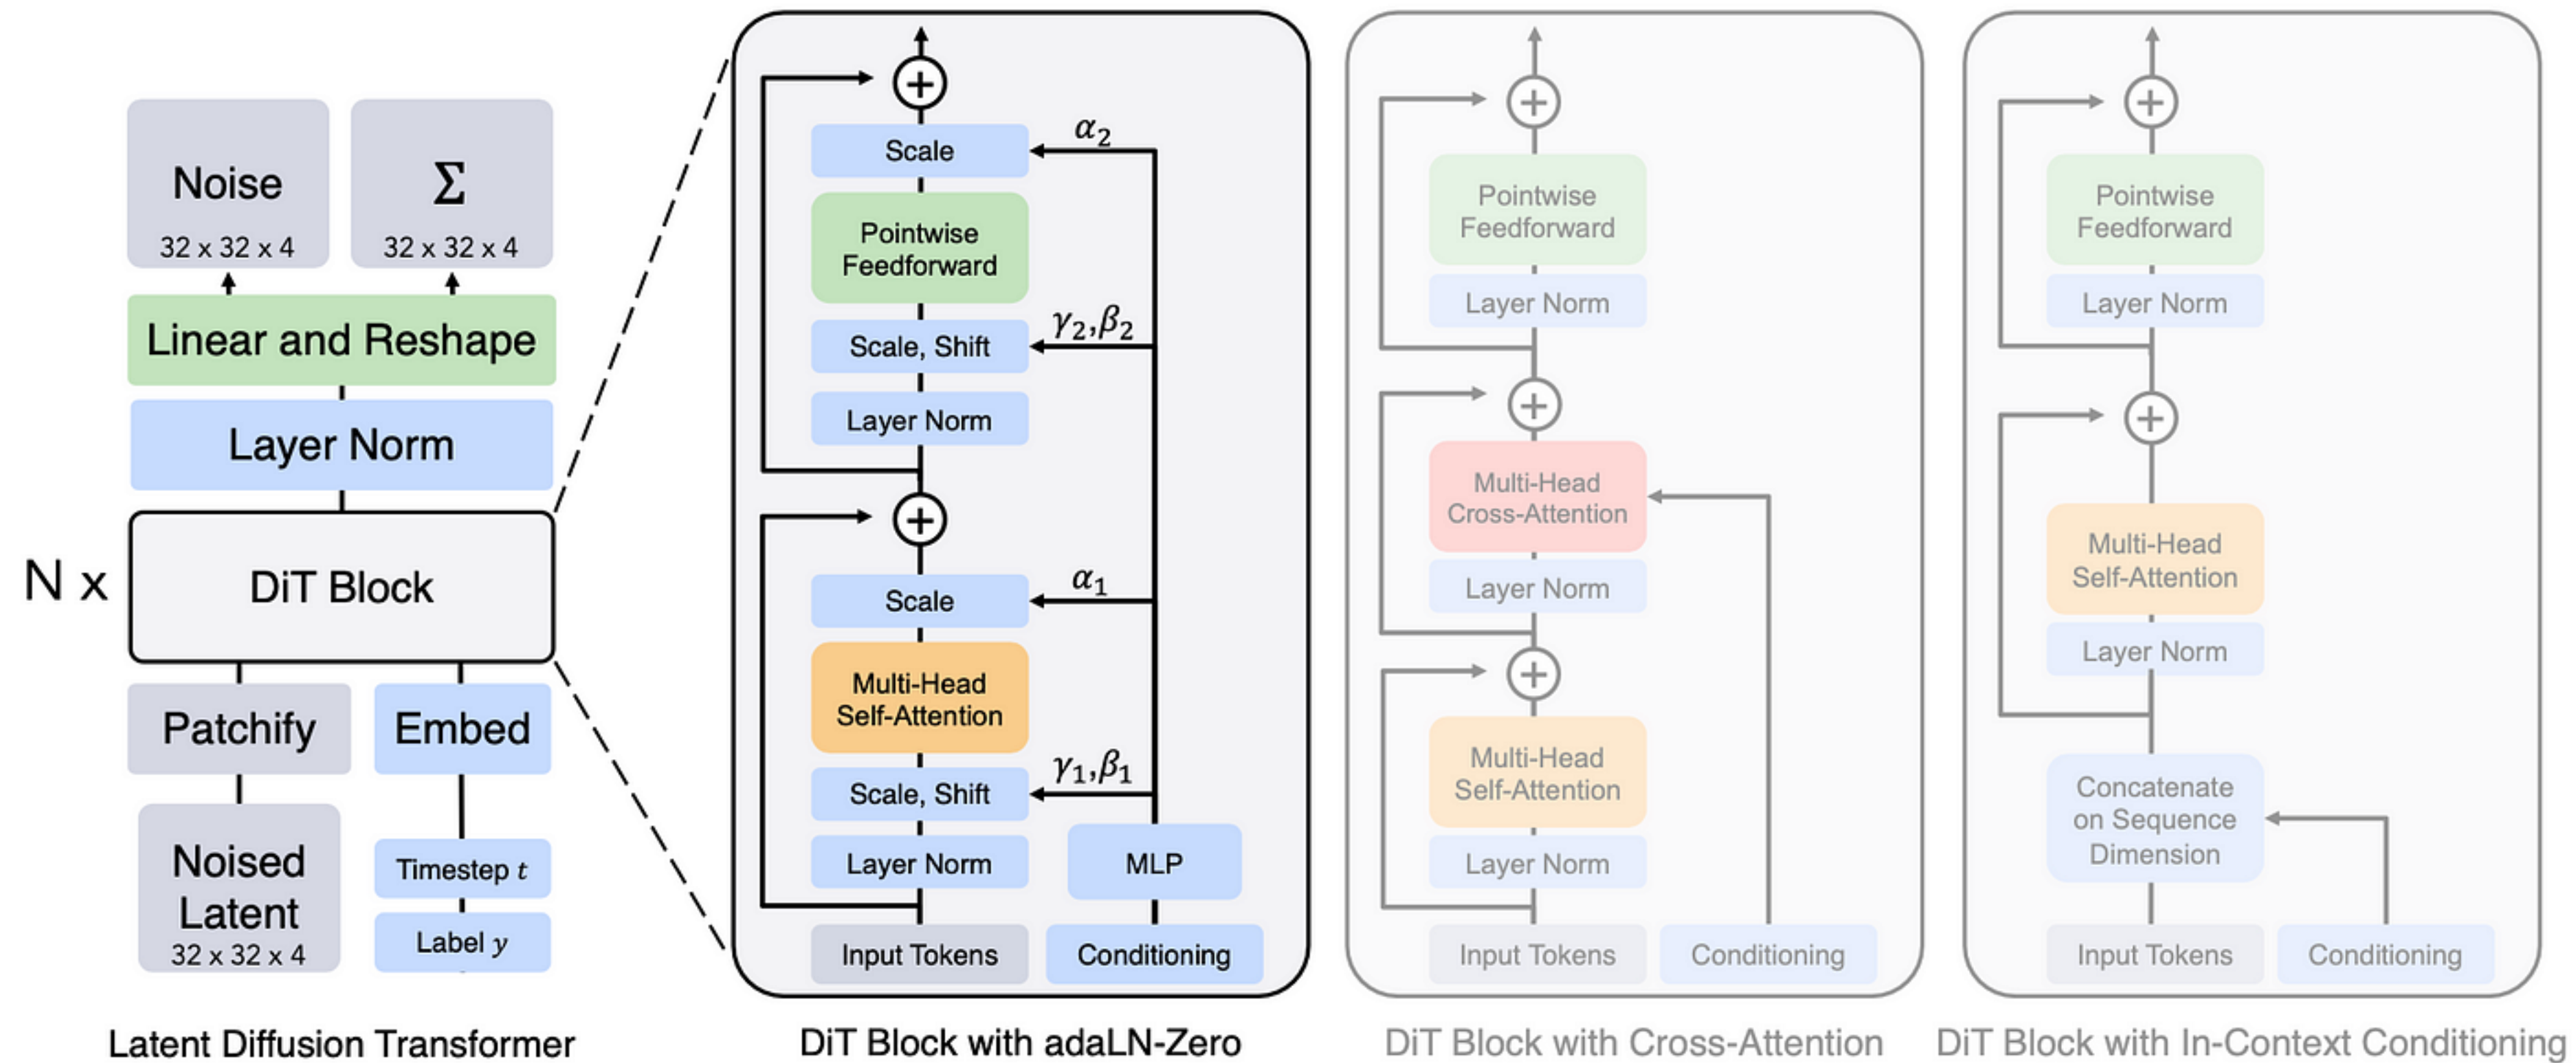 Noise
32 x 32 x 4
Σ
32 x 32 x 4
Linear and Reshape
Layer Norm
N x
DiT Block
Patchify
Embed
Noised
Latent
32 x 32 x 4
Timestep t
Label y
Latent Diffusion Transformer
α₂
Scale
Pointwise
Feedforward
γ₂,β₂
Scale, Shift
Layer Norm
α₁
Scale
Multi-Head
Self-Attention
γ₁,β₁
Scale, Shift
Layer Norm
MLP
Input Tokens
Conditioning
DiT Block with adaLN-Zero
Pointwise
Feedforward
Layer Norm
Multi-Head
Cross-Attention
Layer Norm
Multi-Head
Self-Attention
Layer Norm
Input Tokens
Conditioning
DiT Block with Cross-Attention
Pointwise
Feedforward
Layer Norm
Multi-Head
Self-Attention
Layer Norm
Concatenate
on Sequence
Dimension
Input Tokens
Conditioning
DiT Block with In-Context Conditioning